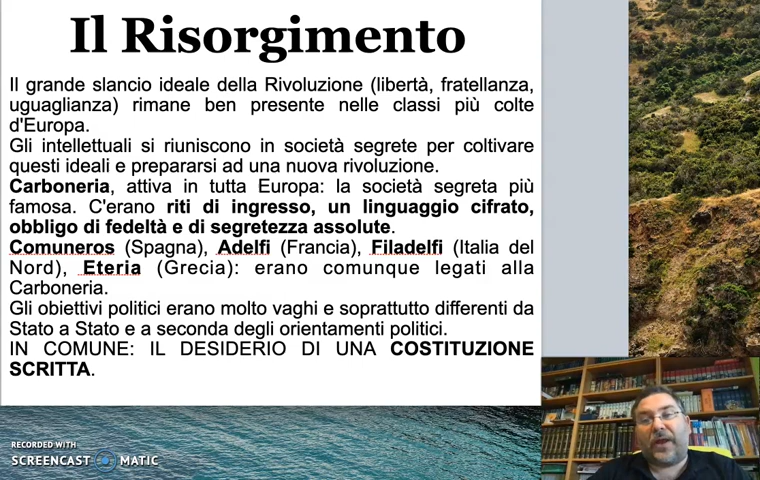 Il Risorgimento
Il grande slancio ideale della Rivoluzione (libertà, fratellanza,
uguaglianza) rimane ben presente nelle classi più colte
d'Europa.
Gli intellettuali si riuniscono in società segrete per coltivare
questi ideali e prepararsi ad una nuova rivoluzione.
Carboneria, attiva in tutta Europa: la società segreta più
famosa. C'erano riti di ingresso, un linguaggio cifrato,
obbligo di fedeltà e di segretezza assolute.
Comuneros (Spagna), Adelfi (Francia), Filadelfi (Italia del
Nord), Eteria (Grecia): erano comunque legati alla
Carboneria.
Gli obiettivi politici erano molto vaghi e soprattutto differenti da
Stato a Stato e a seconda degli orientamenti politici.
IN COMUNE: IL DESIDERIO DI UNA COSTITUZIONE
SCRITTA.
RECORDED WITH
SCREENCAST MATIC